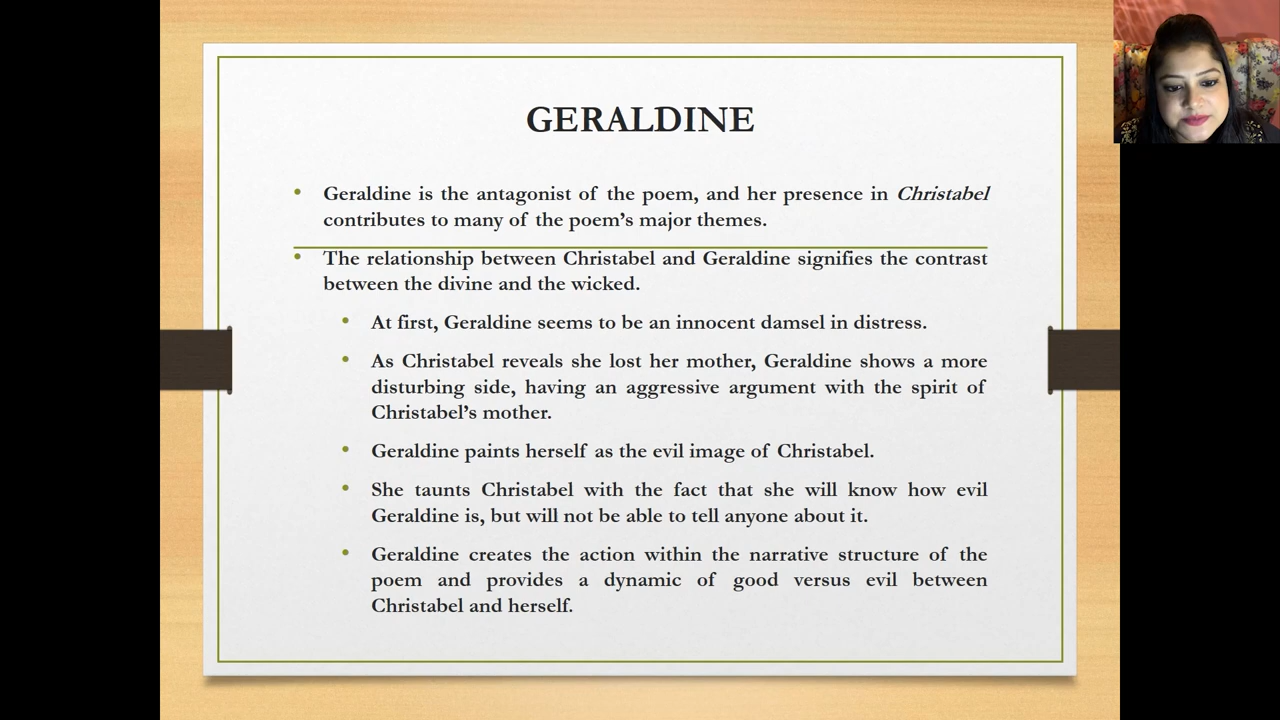 GERALDINE
• Geraldine is the antagonist of the poem, and her presence in Christabel
contributes to many of the poem’s major themes.
• The relationship between Christabel and Geraldine signifies the contrast
between the divine and the wicked.
• At first, Geraldine seems to be an innocent damsel in distress.
• As Christabel reveals she lost her mother, Geraldine shows a more
disturbing side, having an aggressive argument with the spirit of
Christabel’s mother.
• Geraldine paints herself as the evil image of Christabel.
• She taunts Christabel with the fact that she will know how evil
Geraldine is, but will not be able to tell anyone about it.
• Geraldine creates the action within the narrative structure of the
poem and provides a dynamic of good versus evil between
Christabel and herself.